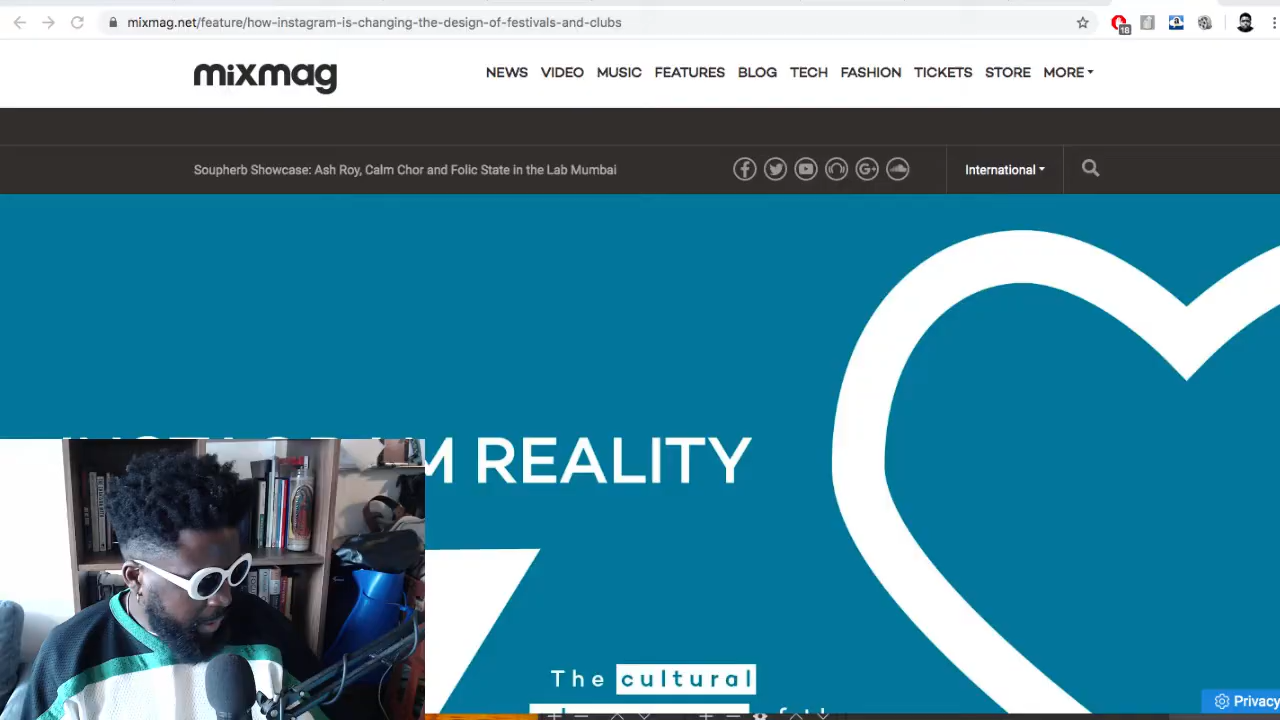 mixmag.net/feature/how-instagram-is-changing-the-design-of-festivals-and-clubs
18
mixmag
NEWS VIDEO MUSIC FEATURES BLOG TECH FASHION TICKETS STORE MORE
Soupherb Showcase: Ash Roy, Calm Chor and Folic State in the Lab Mumbai
International
REALITY
The cultural
Privacy